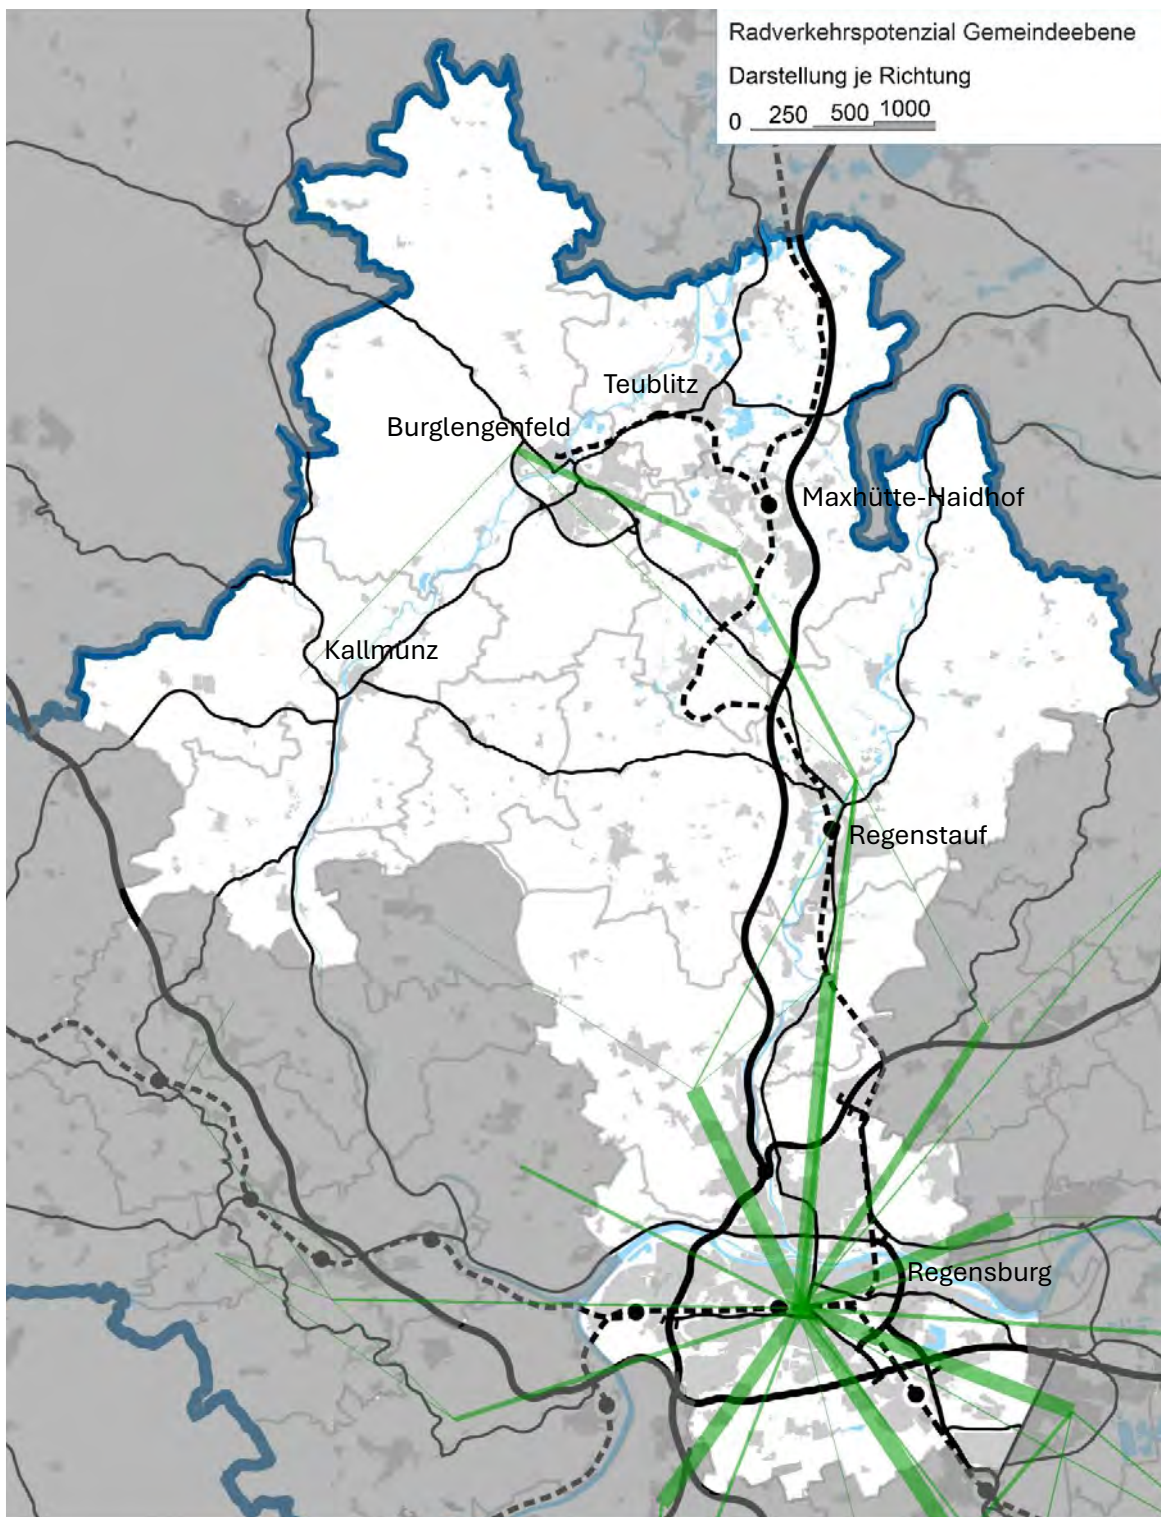 Radverkehrspotenzial Gemeindeebene
Darstellung je Richtung
0 250 500 1000
Teublitz
Burglengenfeld
Maxhütte-Haidhof
Kallmünz
Regenstauf
Regensburg